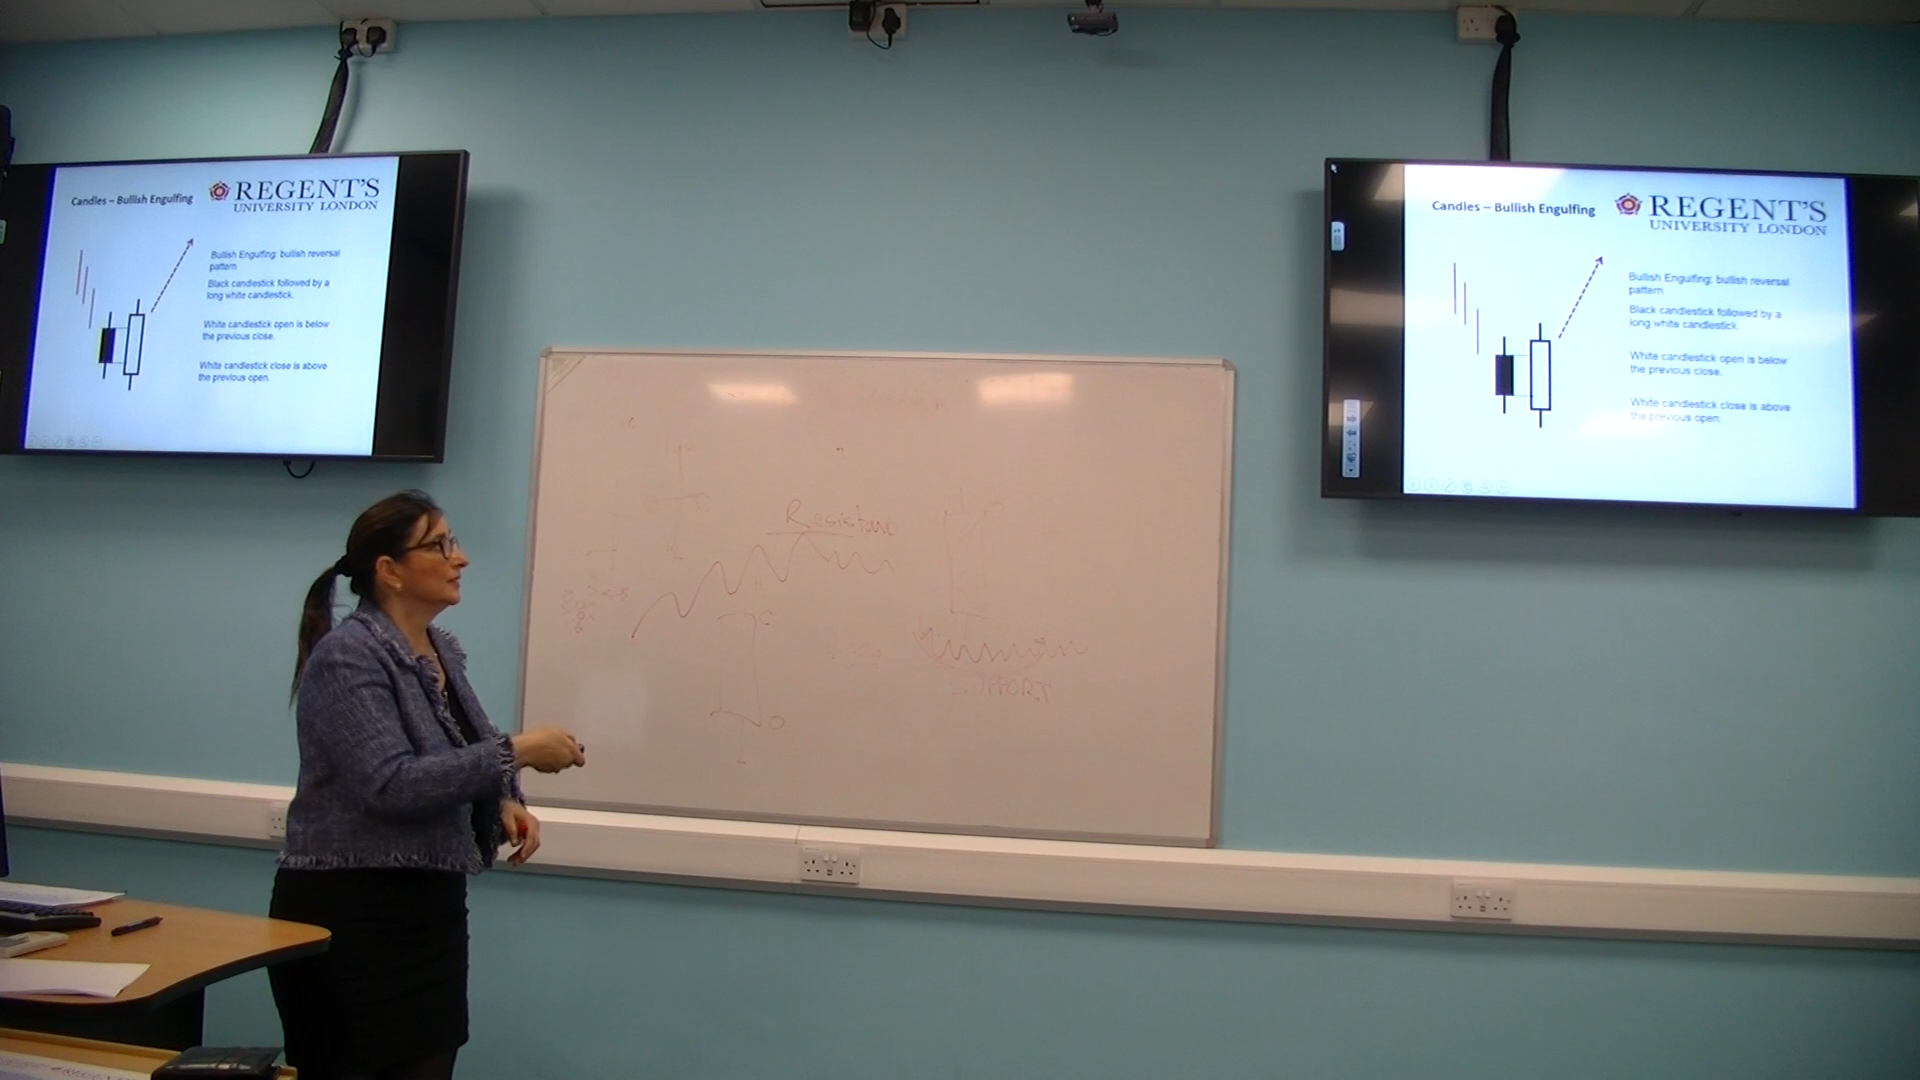 Candles – Bullish Engulfing
REGENT'S
UNIVERSITY LONDON
Bullish Engulfing: bullish reversal
pattern
Black candlestick followed by a
long white candlestick.
White candlestick open is below
the previous close.
White candlestick close is above
the previous open.
Resistanc
C
O
SUPPORT
Candles – Bullish Engulfing
REGENT'S
UNIVERSITY LONDON
Bullish Engulfing: bullish reversal
pattern
Black candlestick followed by a
long white candlestick.
White candlestick open is below
the previous close.
White candlestick close is above
the previous open.